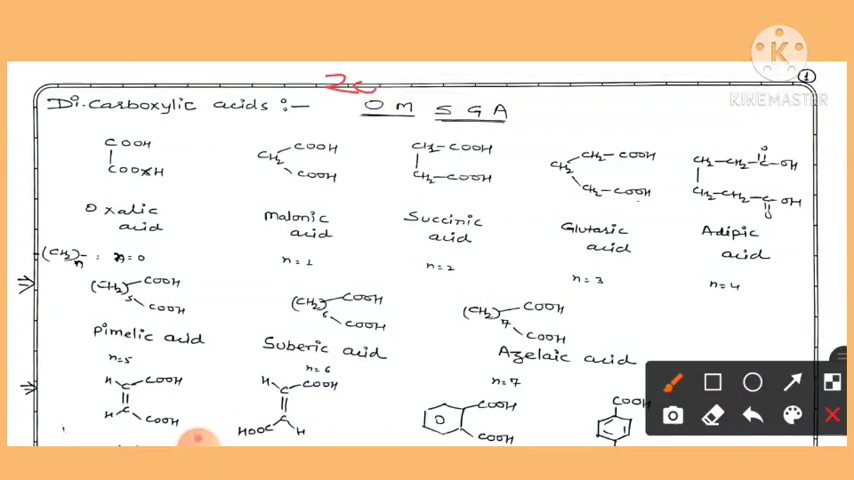 K
KINEMASTER
1
Di.Carboxylic acids :- O M S G A
COOH
COOH
CH2 COOH
COOH
CH2-COOH
CH2-COOH
CH2 CH2-COOH
CH2-COOH
CH2-CH2-C-OH
O
CH2-CH2-C-OH
O
Oxalic acid
Malonic acid
Succinic acid
Glutaric acid
Adipic acid
(CH2)n = n=0
n=1
n=2
n=3
n=4
(CH2)5 COOH
COOH
(CH2)6 COOH
COOH
(CH2)7 COOH
COOH
Pimelic acid
Suberic acid
Azelaic acid
n=5
n=6
n=7
H C COOH
H C COOH
H C COOH
HOOC C H
COOH
COOH
COOH